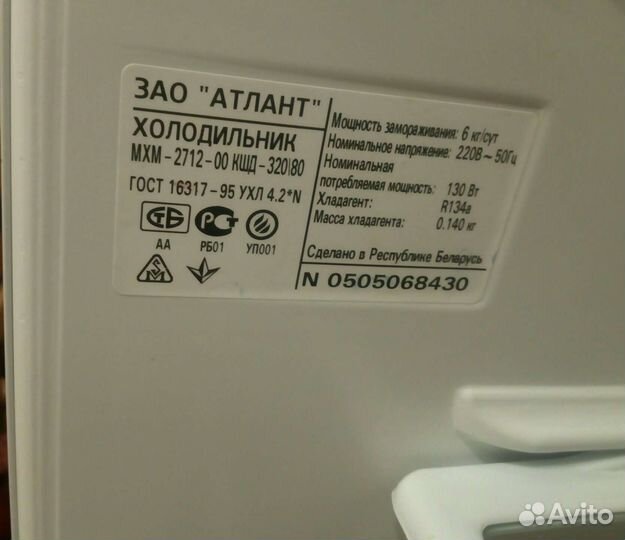 ЗАО "АТЛАНТ"
ХОЛОДИЛЬНИК
МХМ-2712-00 КШД-320\80
ГОСТ 16317-95 УХЛ 4.2*N
СТБ
РСТ
АА
РБ01
УП001
Мощность замораживания: 6 кг/сут
Номинальное напряжение: 220В ~ 50Гц
Номинальная
потребляемая мощность: 130 Вт
Хладагент: R134a
Масса хладагента: 0.140 кг
Сделано в Республике Беларусь
N 0505068430
Avito